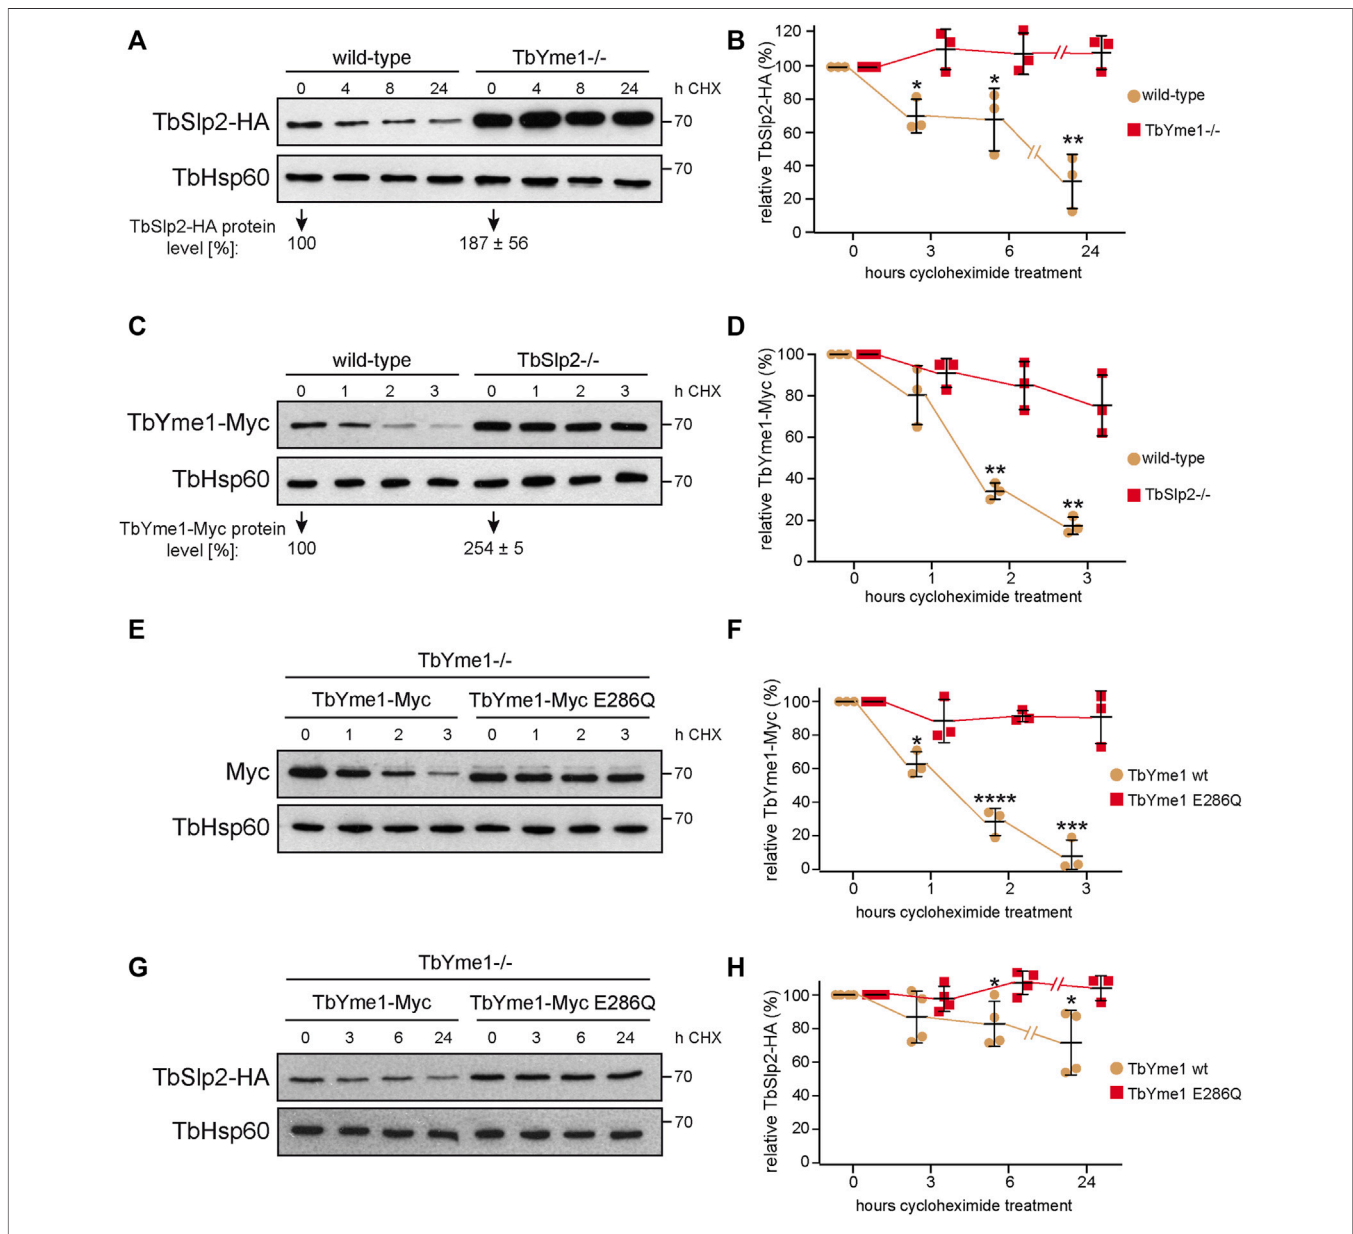 A
wild-type TbYme1-/-
0 4 8 24 0 4 8 24 h CHX
TbSlp2-HA
70
TbHsp60
70
TbSlp2-HA protein
level [%]:
100
187 ± 56
B
relative TbSlp2-HA (%)
120
100
80
60
40
20
0
* * **
0 3 6 24
hours cycloheximide treatment
wild-type
TbYme1-/-
C
wild-type TbSlp2-/-
0 1 2 3 0 1 2 3 h CHX
TbYme1-Myc
70
TbHsp60
70
TbYme1-Myc protein
level [%]:
100
254 ± 5
D
relative TbYme1-Myc (%)
100
80
60
40
20
0
** **
0 1 2 3
hours cycloheximide treatment
wild-type
TbSlp2-/-
E
TbYme1-/-
TbYme1-Myc TbYme1-Myc E286Q
0 1 2 3 0 1 2 3 h CHX
Myc
70
TbHsp60
70
F
relative TbYme1-Myc (%)
100
80
60
40
20
0
* **** ***
0 1 2 3
hours cycloheximide treatment
TbYme1 wt
TbYme1 E286Q
G
TbYme1-/-
TbYme1-Myc TbYme1-Myc E286Q
0 3 6 24 0 3 6 24 h CHX
TbSlp2-HA
70
TbHsp60
70
H
relative TbSlp2-HA (%)
100
80
60
40
20
0
* *
0 3 6 24
hours cycloheximide treatment
TbYme1 wt
TbYme1 E286Q